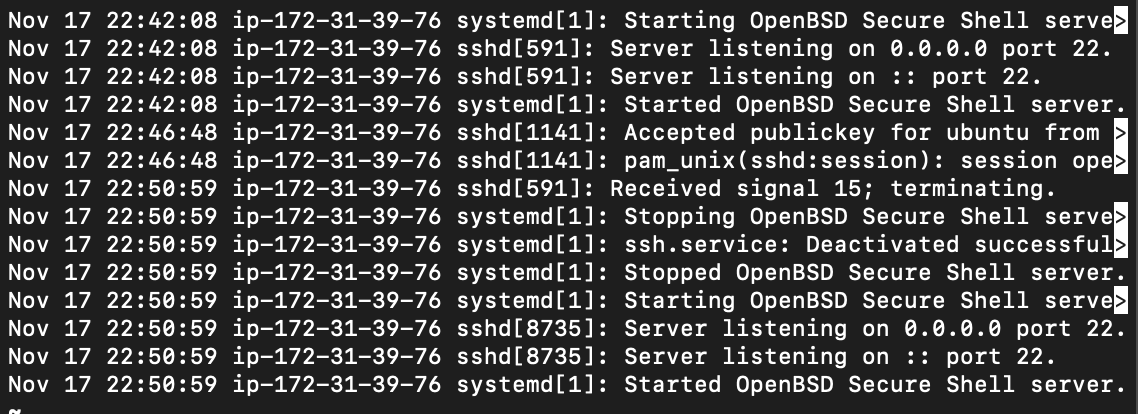 Nov 17 22:42:08 ip-172-31-39-76 systemd[1]: Starting OpenBSD Secure Shell serve>
Nov 17 22:42:08 ip-172-31-39-76 sshd[591]: Server listening on 0.0.0.0 port 22.
Nov 17 22:42:08 ip-172-31-39-76 sshd[591]: Server listening on :: port 22.
Nov 17 22:42:08 ip-172-31-39-76 systemd[1]: Started OpenBSD Secure Shell server.
Nov 17 22:46:48 ip-172-31-39-76 sshd[1141]: Accepted publickey for ubuntu from >
Nov 17 22:46:48 ip-172-31-39-76 sshd[1141]: pam_unix(sshd:session): session ope>
Nov 17 22:50:59 ip-172-31-39-76 sshd[591]: Received signal 15; terminating.
Nov 17 22:50:59 ip-172-31-39-76 systemd[1]: Stopping OpenBSD Secure Shell serve>
Nov 17 22:50:59 ip-172-31-39-76 systemd[1]: ssh.service: Deactivated successful>
Nov 17 22:50:59 ip-172-31-39-76 systemd[1]: Stopped OpenBSD Secure Shell server.
Nov 17 22:50:59 ip-172-31-39-76 systemd[1]: Starting OpenBSD Secure Shell serve>
Nov 17 22:50:59 ip-172-31-39-76 sshd[8735]: Server listening on 0.0.0.0 port 22.
Nov 17 22:50:59 ip-172-31-39-76 sshd[8735]: Server listening on :: port 22.
Nov 17 22:50:59 ip-172-31-39-76 systemd[1]: Started OpenBSD Secure Shell server.
~